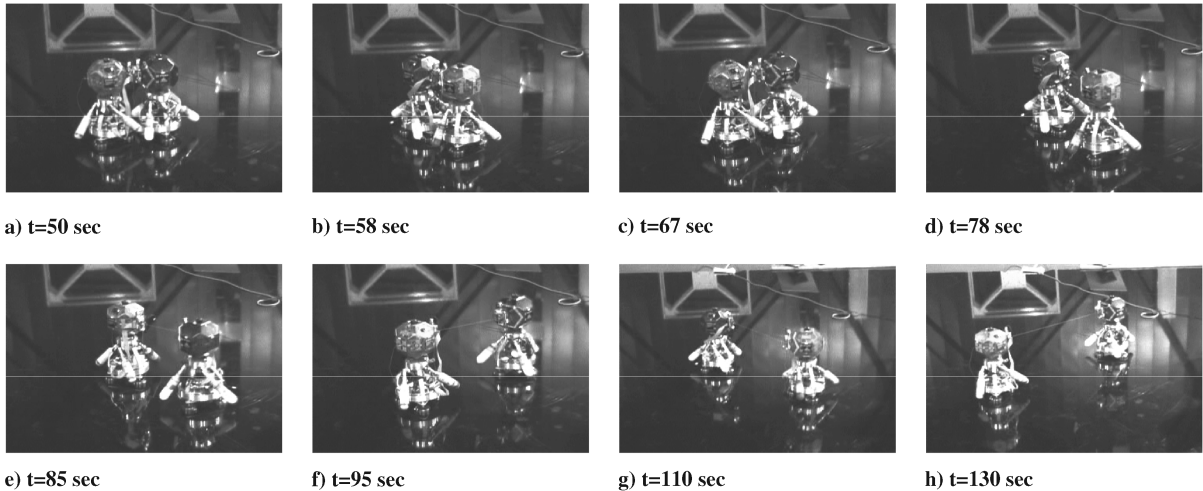 a) t=50 sec
b) t=58 sec
c) t=67 sec
d) t=78 sec
e) t=85 sec
f) t=95 sec
g) t=110 sec
h) t=130 sec